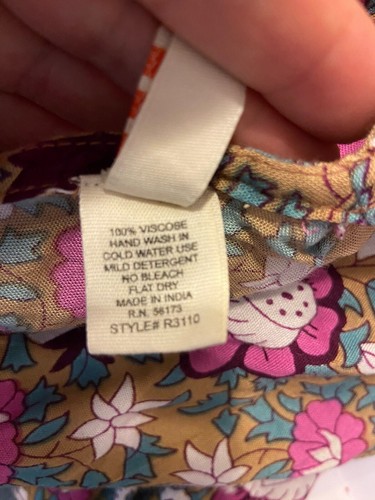 100% VISCOSE
HAND WASH IN
COLD WATER USE
MILD DETERGENT
NO BLEACH
FLAT DRY
MADE IN INDIA
R.N. 56173
STYLE# R3110